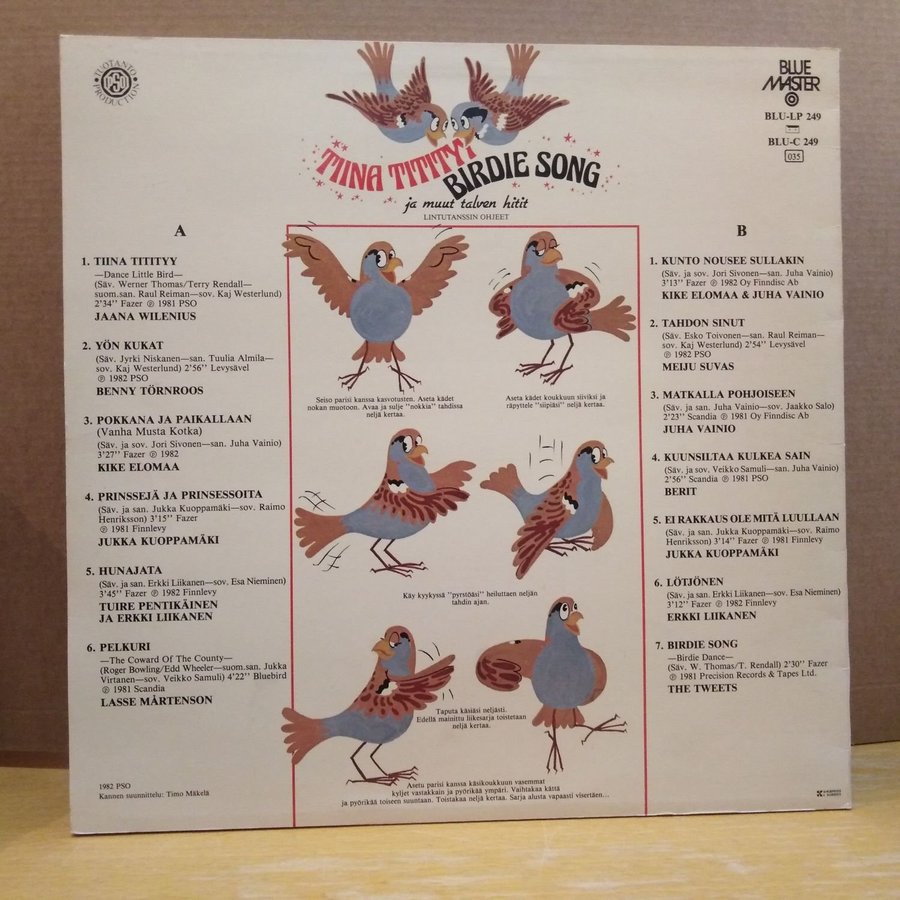 TUOTANTO
PSO
PRODUCTION
BLUE
MASTER
BLU-LP 249
BLU-C 249
035
TIINA TITITYY
BIRDIE SONG
ja muut talven hitit
LINTUTANSSIN OHJEET
A
1. TIINA TITITYY
—Dance Little Bird—
(Säv. Werner Thomas/Terry Rendall—
suom.san. Raul Reiman—sov. Kaj Westerlund)
2'34'' Fazer ℗ 1981 PSO
JAANA WILENIUS
2. YÖN KUKAT
(Säv. Jyrki Niskanen—san. Tuulia Almila—
sov. Kaj Westerlund) 2'56'' Levysävel
℗ 1982 PSO
BENNY TÖRNROOS
3. POKKANA JA PAIKALLAAN
(Vanha Musta Kotka)
(Säv. ja sov. Jori Sivonen—san. Juha Vainio)
3'27'' Fazer ℗ 1982
KIKE ELOMAA
4. PRINSSEJÄ JA PRINSESSOITA
(Säv. ja san. Jukka Kuoppamäki—sov. Raimo
Henriksson) 3'15'' Fazer
℗ 1981 Finnlevy
JUKKA KUOPPAMÄKI
5. HUNAJATA
(Säv. ja san. Erkki Liikanen—sov. Esa Nieminen)
3'45'' Fazer ℗ 1982 Finnlevy
TUIRE PENTIKÄINEN
JA ERKKI LIIKANEN
6. PELKURI
—The Coward Of The County—
(Roger Bowling/Edd Wheeler—suom.san. Jukka
Virtanen—sov. Veikko Samuli) 4'22'' Bluebird
℗ 1981 Scandia
LASSE MÅRTENSON
1982 PSO
Kannen suunnittelu: Timo Mäkelä
Seiso parisi kanssa kasvotusten. Aseta kädet
nokan muotoon. Avaa ja sulje "nokkia" tahdissa
neljä kertaa.
Aseta kädet koukkuun siiviksi ja
räpyttele "siipiäsi" neljä kertaa.
Käy kyykyssä "pyrstöäsi" heiluttaen neljän
tahdin ajan.
Taputa käsiäsi neljästi.
Edellä mainittu liikesarja toistetaan
neljä kertaa.
Asetu parisi kanssa käsikoukkuun vasemmat
kyljet vastakkain ja pyörikää ympäri. Vaihtakaa kättä
ja pyörikää toiseen suuntaan. Toistakaa neljä kertaa. Sarja alusta vapaasti visertäen...
B
1. KUNTO NOUSEE SULLAKIN
(Säv. ja sov. Jori Sivonen—san. Juha Vainio)
3'13'' Fazer ℗ 1982 Oy Finndisc Ab
KIKE ELOMAA & JUHA VAINIO
2. TAHDON SINUT
(Säv. Esko Toivonen—san. Raul Reiman—
sov. Kaj Westerlund) 2'54'' Levysävel
℗ 1982 PSO
MEIJU SUVAS
3. MATKALLA POHJOISEEN
(Säv. ja san. Juha Vainio—sov. Jaakko Salo)
2'23'' Scandia ℗ 1981 Oy Finndisc Ab
JUHA VAINIO
4. KUUNSILTAA KULKEA SAIN
(Säv. ja sov Veikko Samuli—san. Juha Vainio)
2'56'' Scandia ℗ 1981 PSO
BERIT
5. EI RAKKAUS OLE MITÄ LUULLAAN
(Säv. ja san. Jukka Kuoppamäki—sov. Raimo
Henriksson) 3'14'' Fazer ℗ 1981 Finnlevy
JUKKA KUOPPAMÄKI
6. LÖTJÖNEN
(Säv. ja san. Erkki Liikanen—sov. Esa Nieminen)
3'12'' Fazer ℗ 1982 Finnlevy
ERKKI LIIKANEN
7. BIRDIE SONG
—Birdie Dance—
(Säv. W. Thomas/T. Rendall) 2'30'' Fazer
℗ 1981 Precision Records & Tapes Ltd.
THE TWEETS